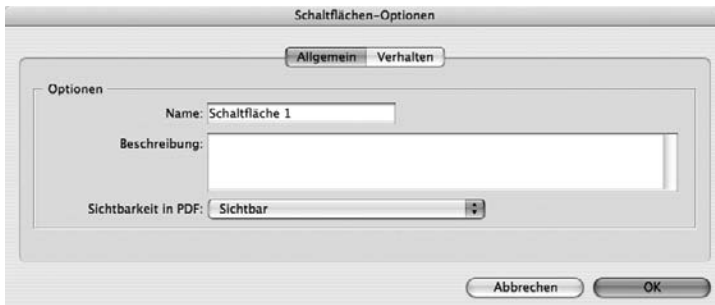 Schaltflächen-Optionen
Allgemein Verhalten
Optionen
Name: Schaltfläche 1
Beschreibung:
Sichtbarkeit in PDF: Sichtbar
Abbrechen OK